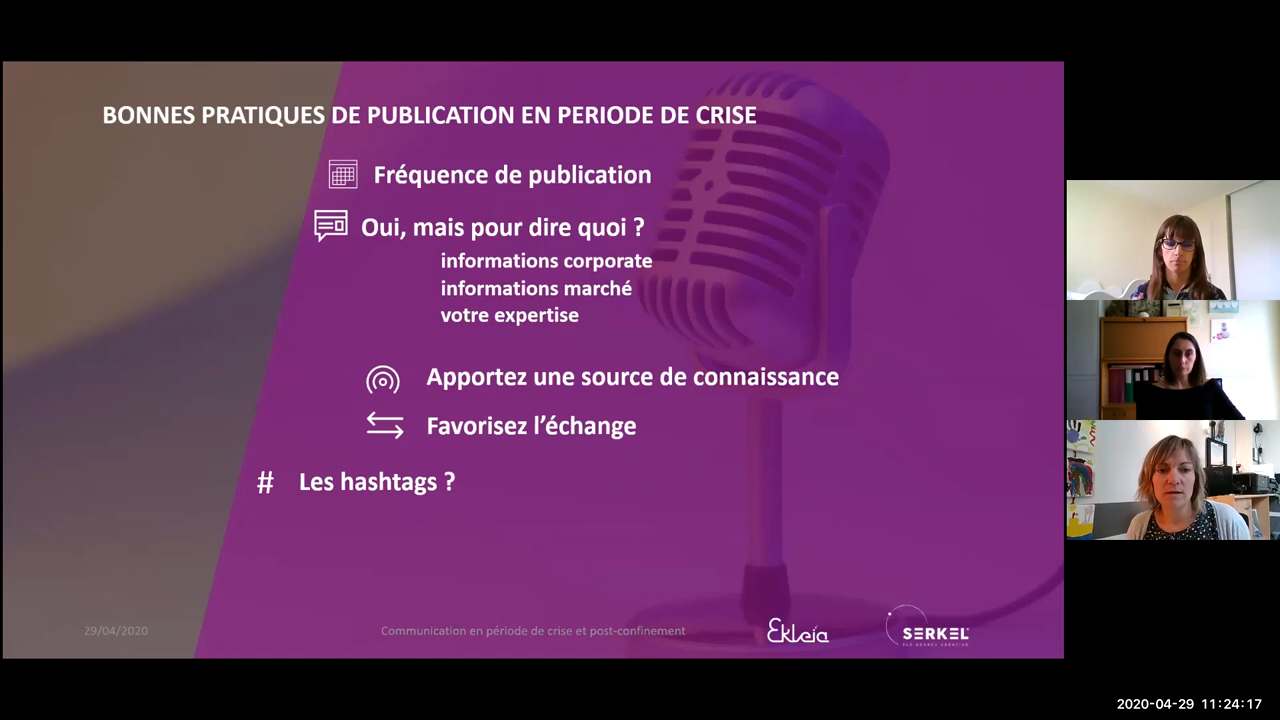 BONNES PRATIQUES DE PUBLICATION EN PERIODE DE CRISE
Fréquence de publication
Oui, mais pour dire quoi ?
informations corporate
informations marché
votre expertise
Apportez une source de connaissance
Favorisez l'échange
# Les hashtags ?
29/04/2020
Communication en période de crise et post-confinement
Ekleia
SERKEL
2020-04-29 11:24:17